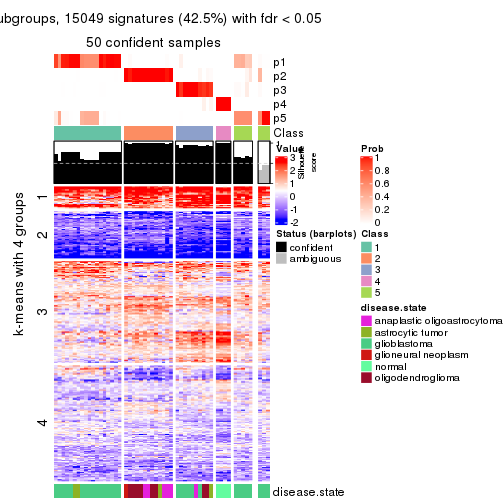 ubgroups, 15049 signatures (42.5%) with fdr < 0.05
50 confident samples
p1
p2
p3
p4
p5
Class
Value
3
2
1
0
-1
-2
Silhouette
score
1
Prob
1
0.8
0.6
0.4
0.2
0
Status (barplots)
confident
ambiguous
Class
1
2
3
4
5
disease.state
anaplastic oligoastrocytoma
astrocytic tumor
glioblastoma
glioneural neoplasm
normal
oligodendroglioma
k-means with 4 groups
1
2
3
4
disease.state